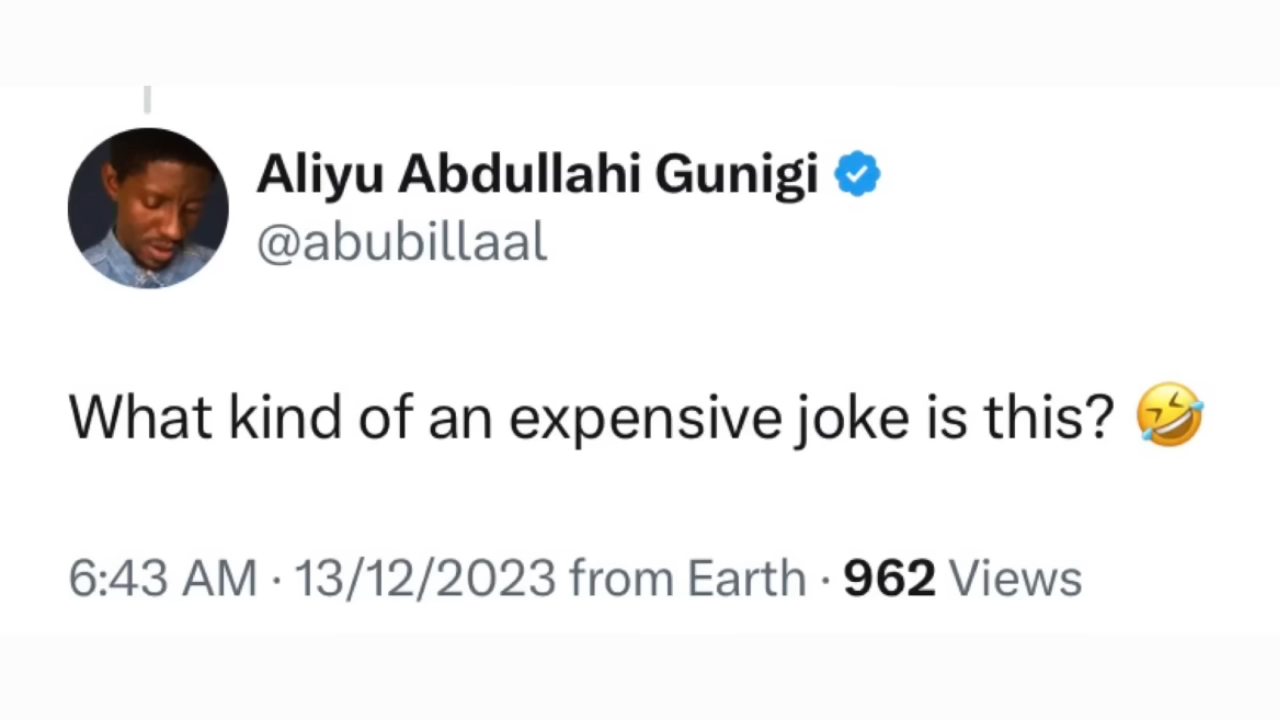 Aliyu Abdullahi Gunigi
@abubillaal
What kind of an expensive joke is this? 🤣
6:43 AM · 13/12/2023 from Earth · 962 Views